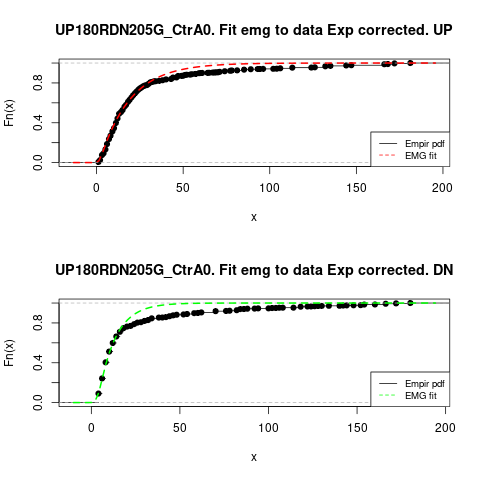 UP180RDN205G_CtrA0. Fit emg to data Exp corrected. UP
Fn(x)
0.0 0.4 0.8
Empir pdf
EMG fit
0 50 100 150 200
x
UP180RDN205G_CtrA0. Fit emg to data Exp corrected. DN
Fn(x)
0.0 0.4 0.8
Empir pdf
EMG fit
0 50 100 150 200
x